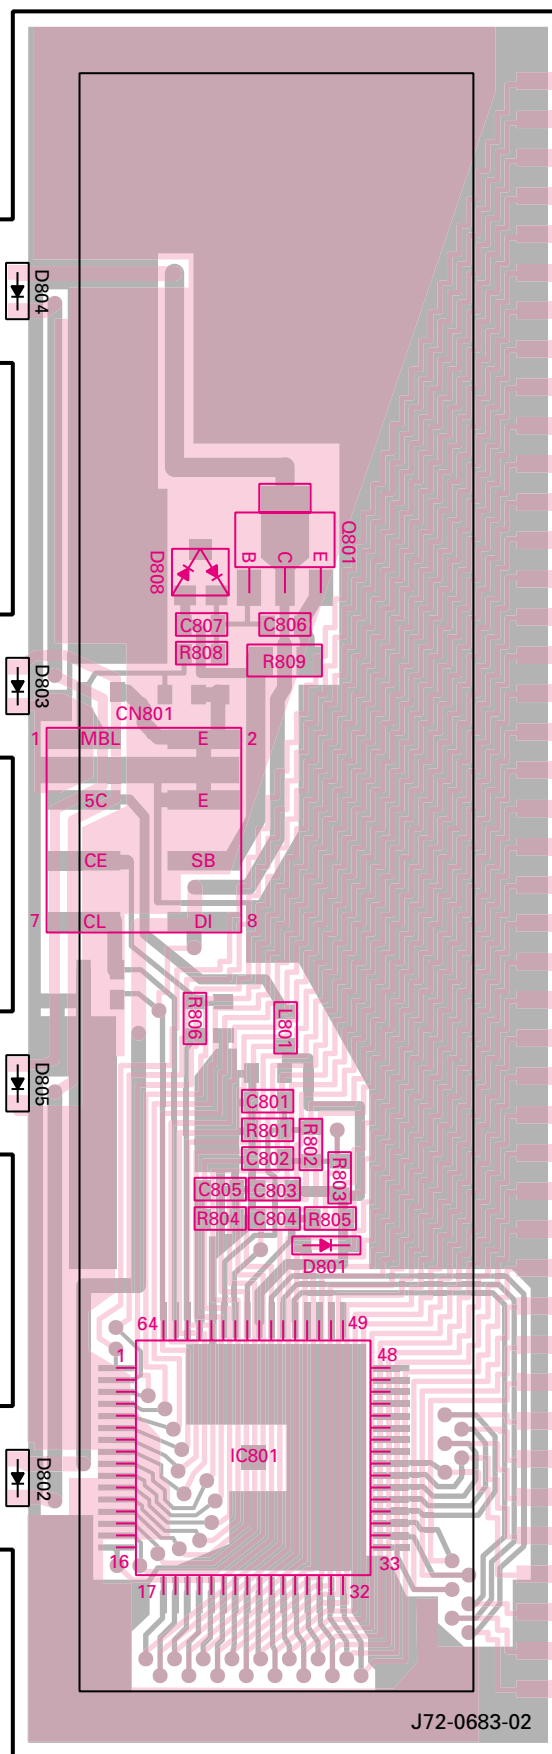 D804
Q801
B C E
D808
C807 C806
R808
R809
D803
CN801
1 MBL E 2
5C E
CE SB
7 CL DI 8
R806
L801
D805
C801
R801
R802
C802
R803
C805 C803
R804 C804 R805
D801
64 49
1 48
IC801
D802
16 33
17 32
J72-0683-02